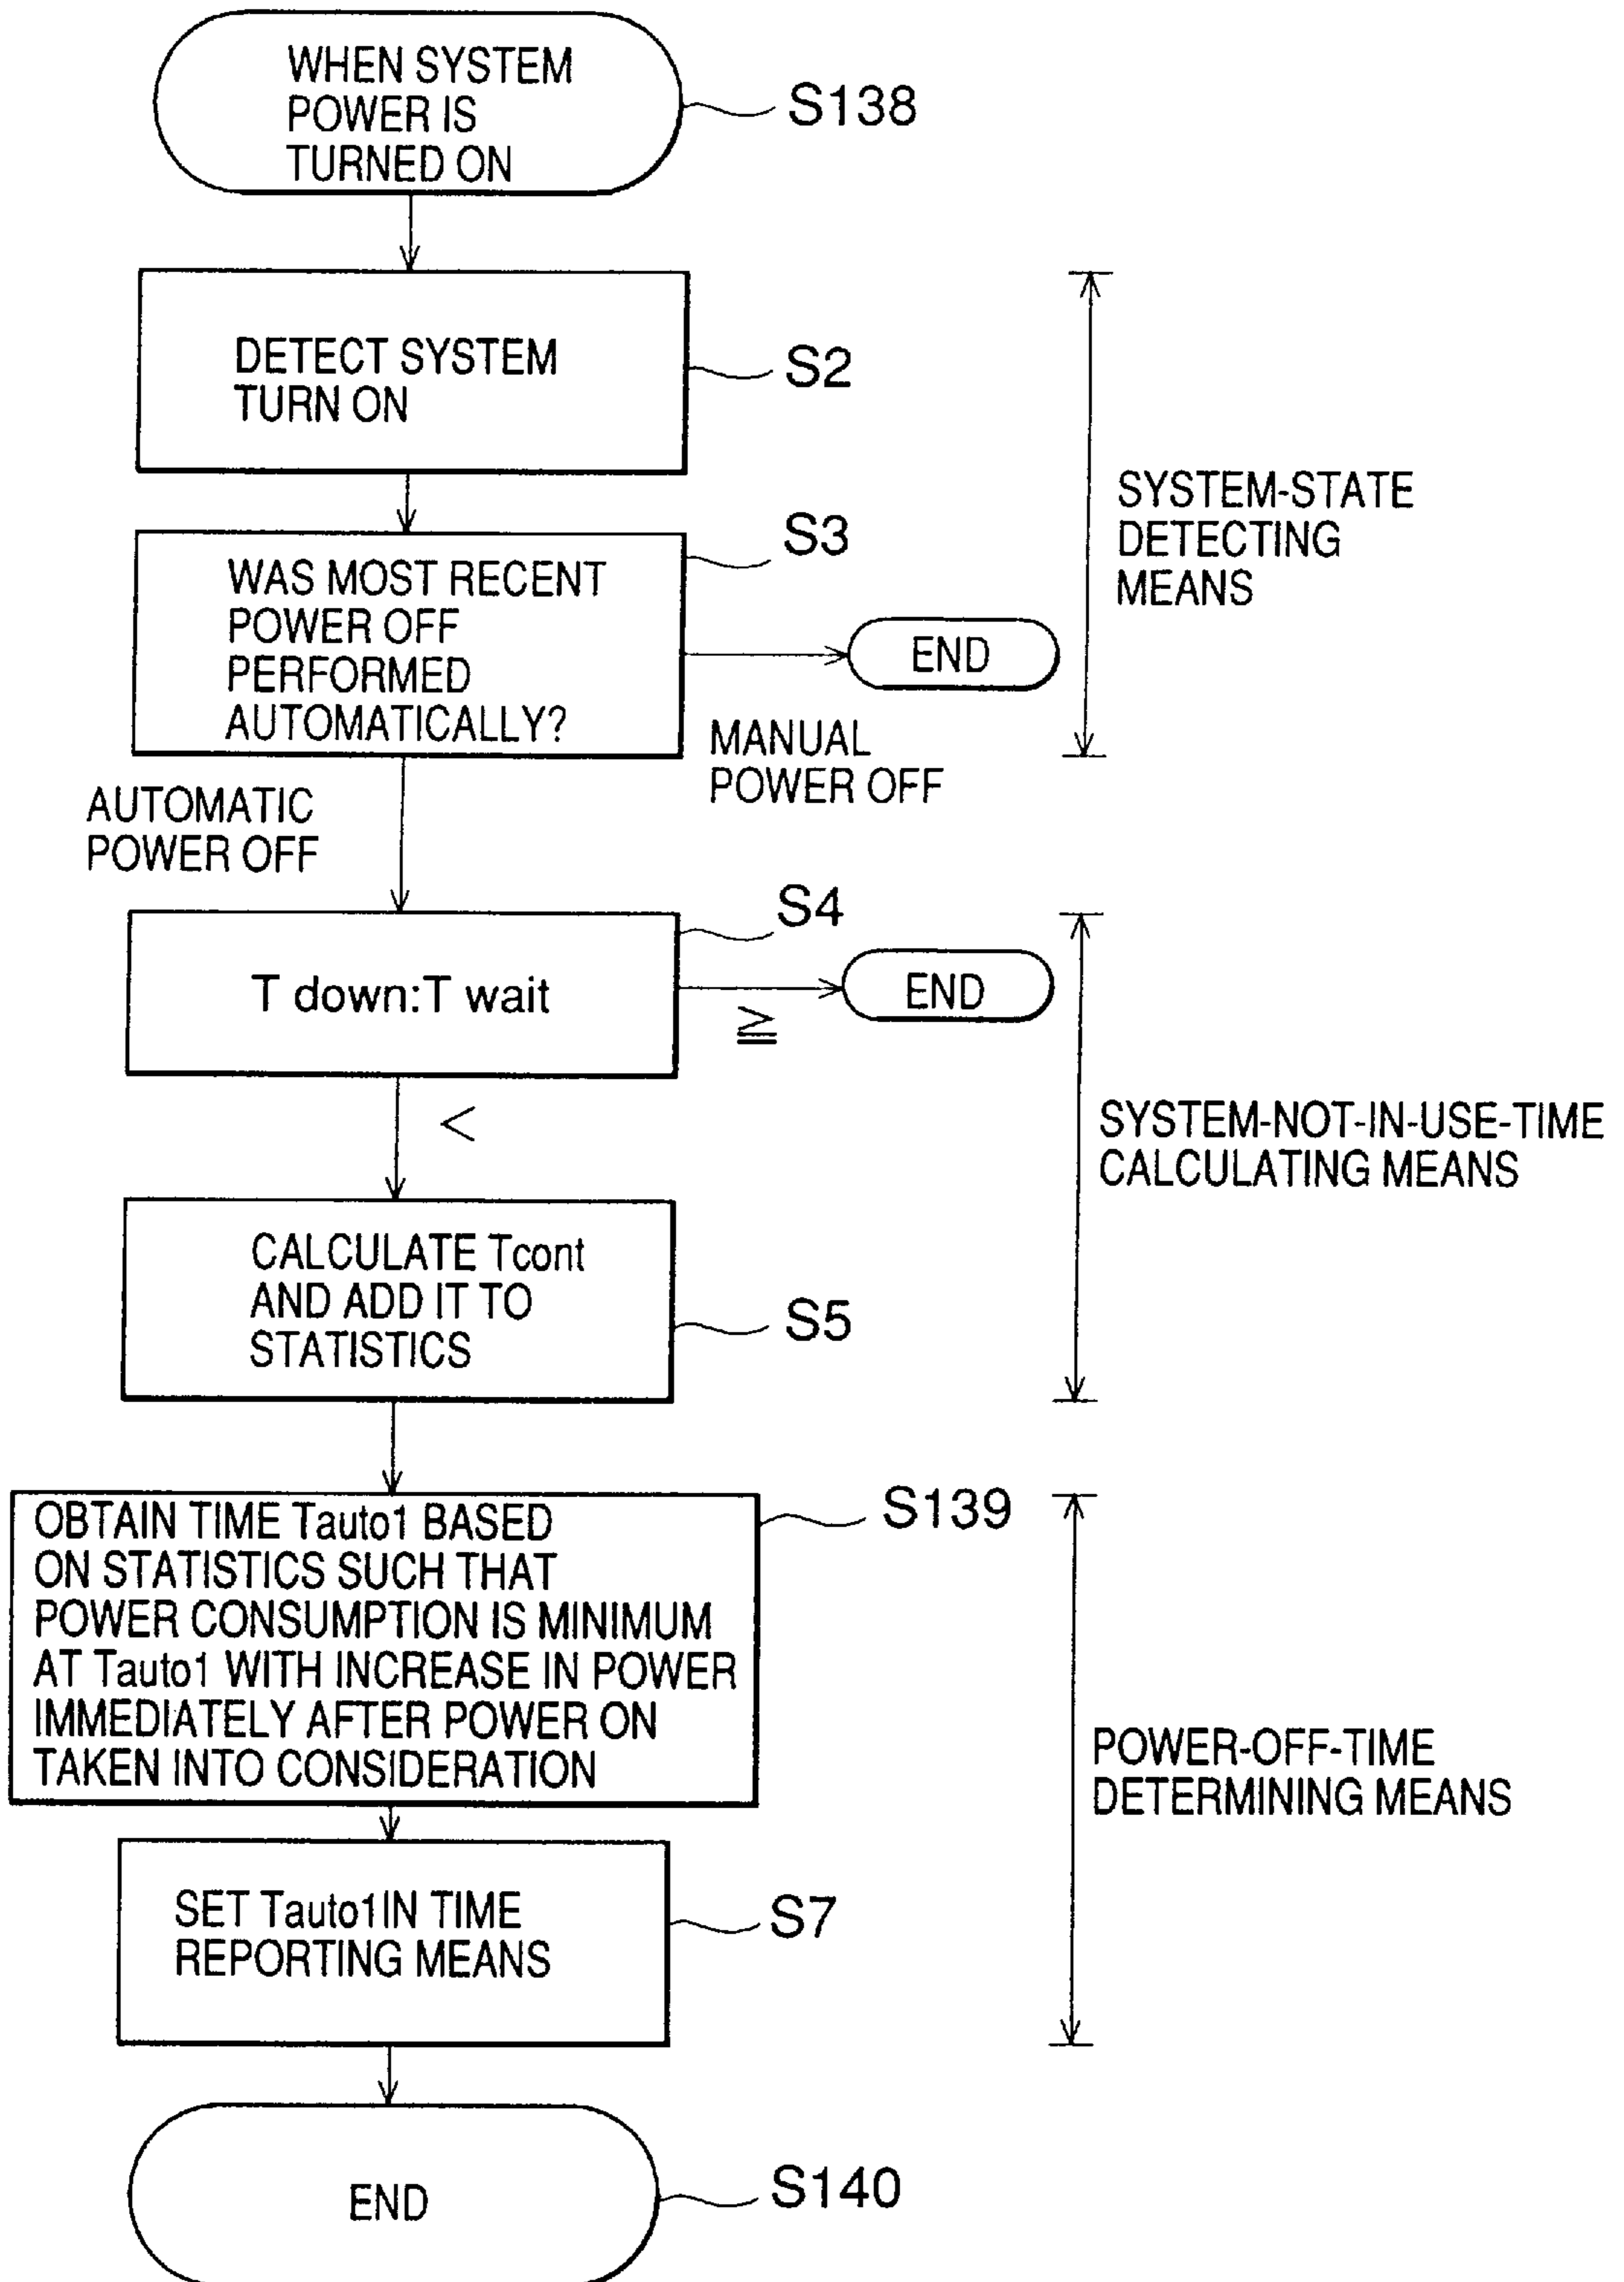 WHEN SYSTEM
POWER IS
TURNED ON
S138
DETECT SYSTEM
TURN ON
S2
WAS MOST RECENT
POWER OFF
PERFORMED
AUTOMATICALLY?
S3
END
MANUAL
POWER OFF
SYSTEM-STATE
DETECTING
MEANS
AUTOMATIC
POWER OFF
T down:T wait
S4
≧
END
<
CALCULATE Tcont
AND ADD IT TO
STATISTICS
S5
SYSTEM-NOT-IN-USE-TIME
CALCULATING MEANS
OBTAIN TIME Tauto1 BASED
ON STATISTICS SUCH THAT
POWER CONSUMPTION IS MINIMUM
AT Tauto1 WITH INCREASE IN POWER
IMMEDIATELY AFTER POWER ON
TAKEN INTO CONSIDERATION
S139
SET Tauto1IN TIME
REPORTING MEANS
S7
POWER-OFF-TIME
DETERMINING MEANS
END
S140